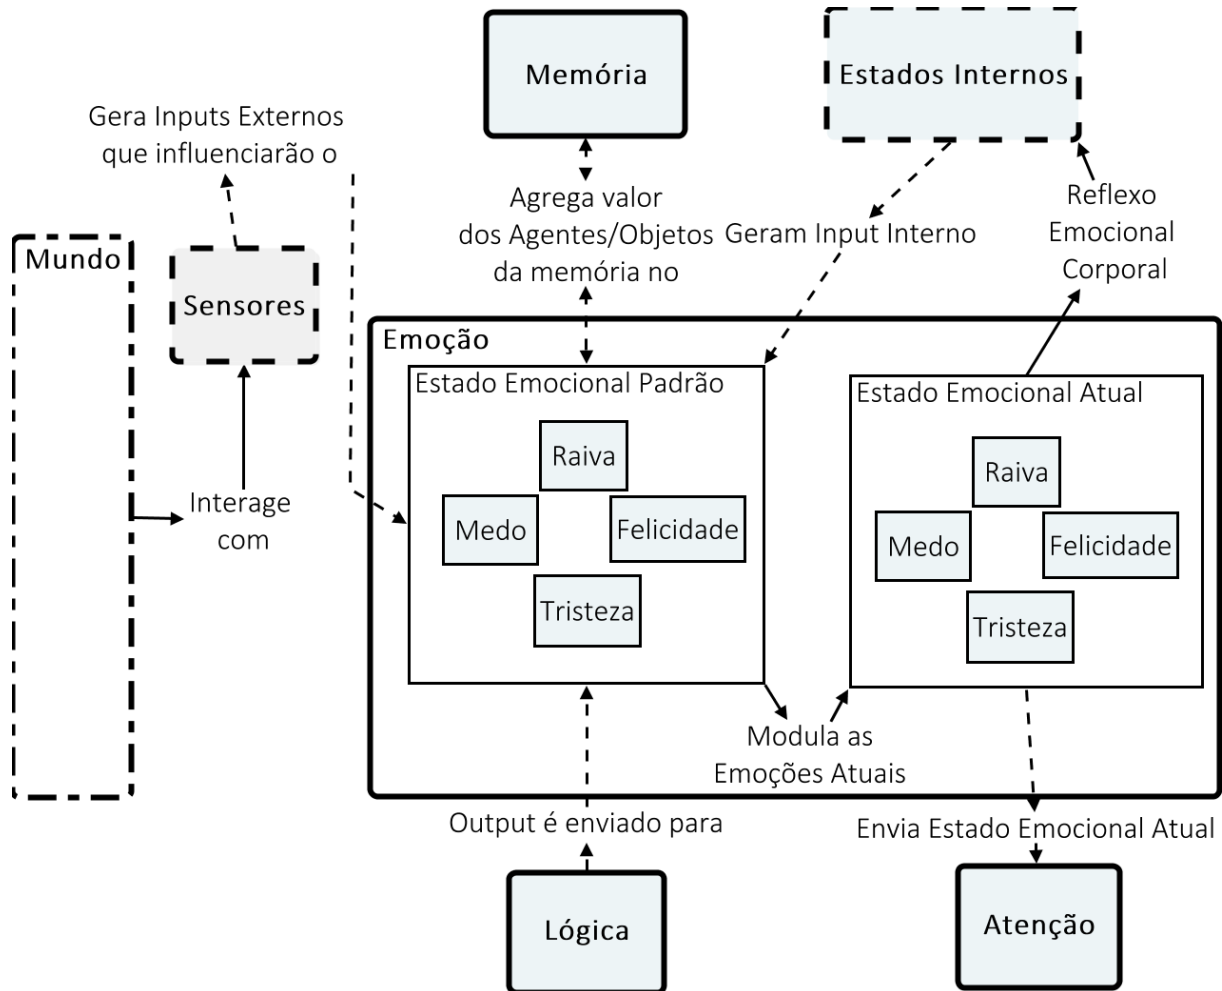 Memória
Estados Internos
Gera Inputs Externos
que influenciarão o
Agrega valor
dos Agentes/Objetos
da memória no
Geram Input Interno
Reflexo
Emocional
Corporal
Mundo
Sensores
Interage
com
Emoção
Estado Emocional Padrão
Raiva
Medo
Felicidade
Tristeza
Estado Emocional Atual
Raiva
Medo
Felicidade
Tristeza
Modula as
Emoções Atuais
Output é enviado para
Envia Estado Emocional Atual
Lógica
Atenção